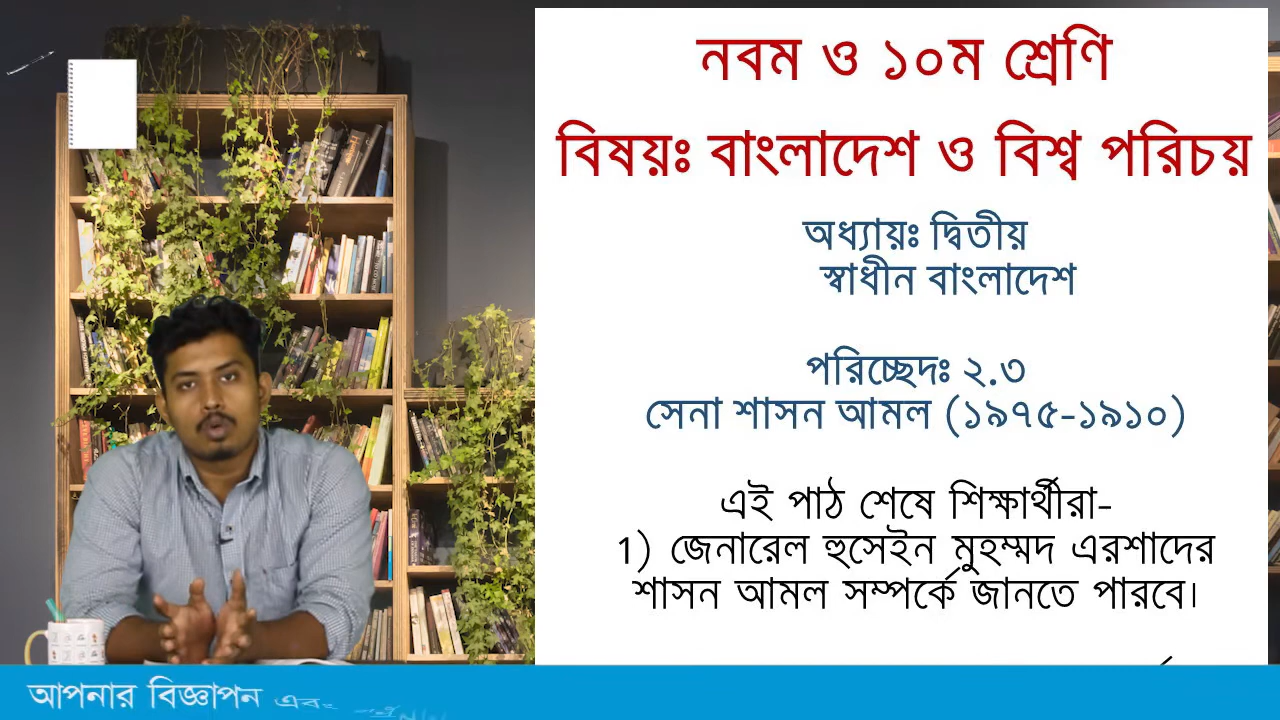 নবম ও ১০ম শ্রেণি
বিষয়ঃ বাংলাদেশ ও বিশ্ব পরিচয়
অধ্যায়ঃ দ্বিতীয়
স্বাধীন বাংলাদেশ
পরিচ্ছেদঃ ২.৩
সেনা শাসন আমল (১৯৭৫-১৯১০)
এই পাঠ শেষে শিক্ষার্থীরা-
1) জেনারেল হুসেইন মুহম্মদ এরশাদের
শাসন আমল সম্পর্কে জানতে পারবে।
আপনার বিজ্ঞাপন এবং